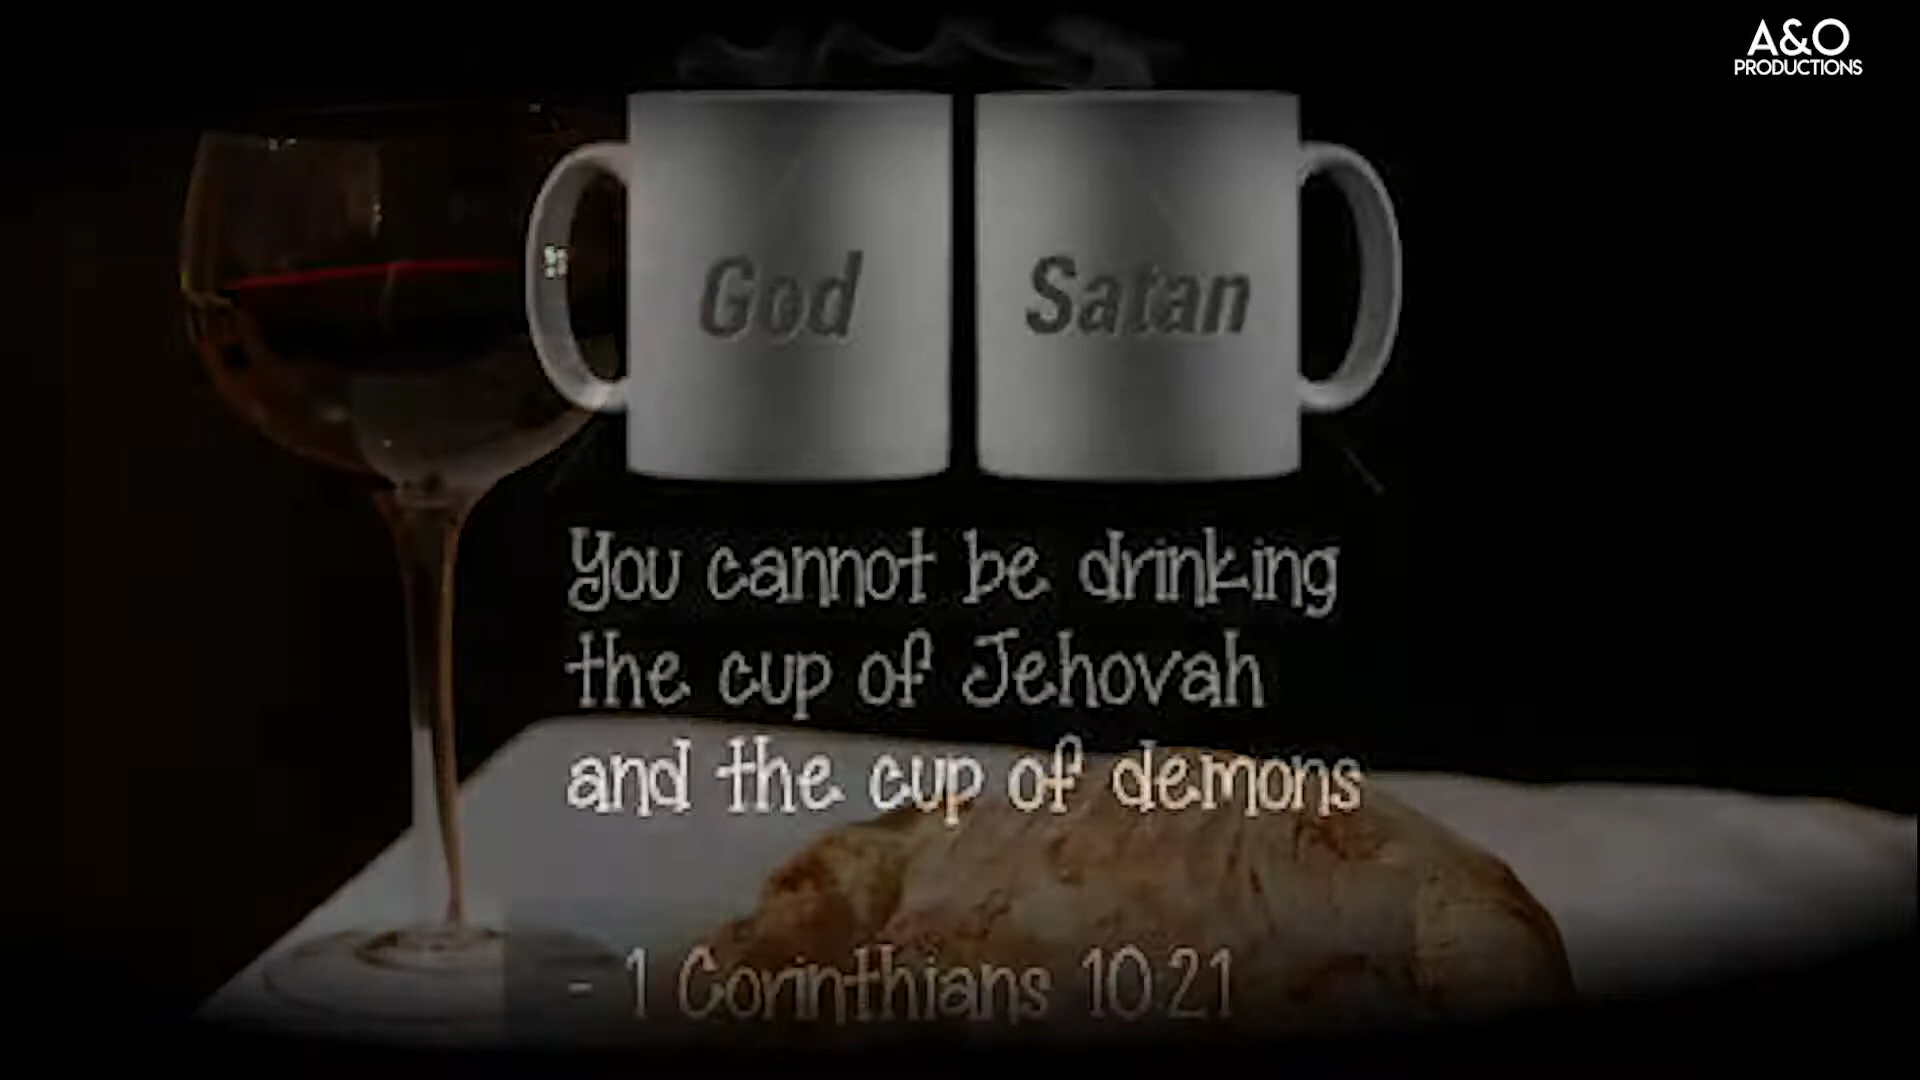 A&O
PRODUCTIONS
God
Satan
You cannot be drinking
the cup of Jehovah
and the cup of demons
- 1 Corinthians 10:21